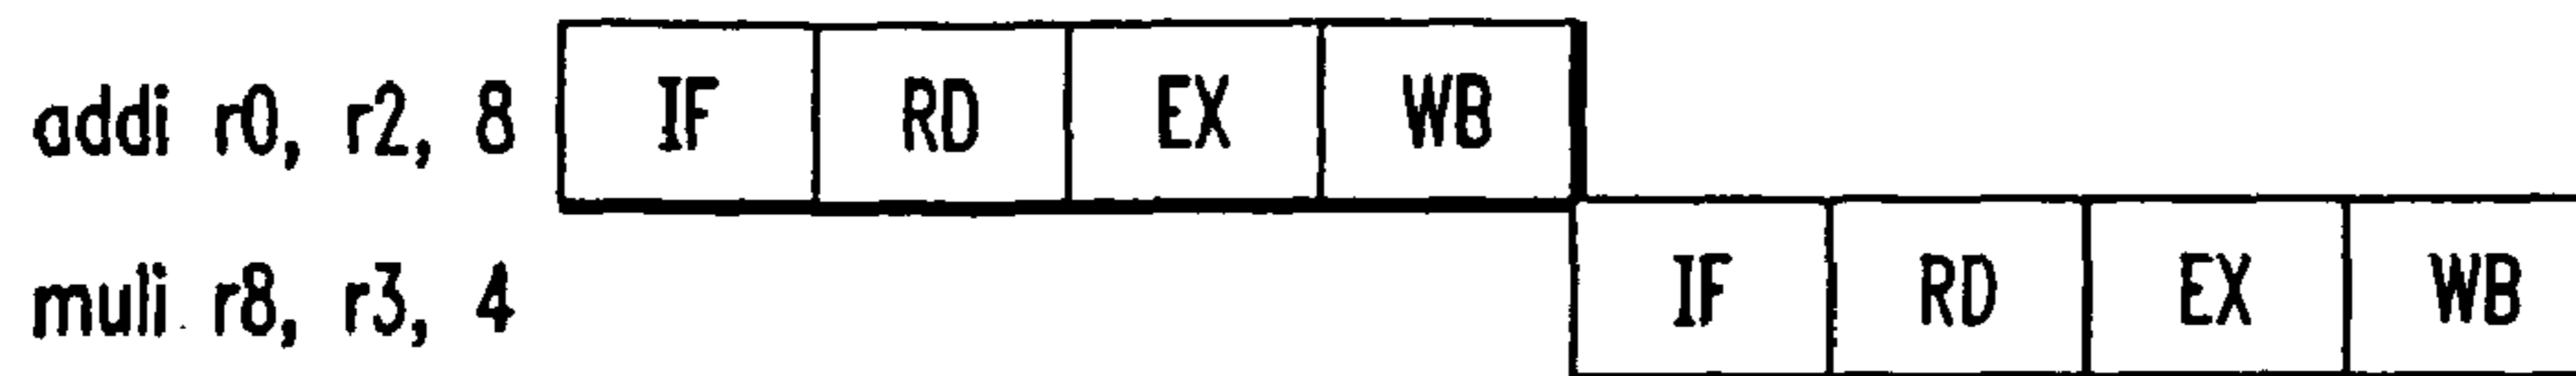 addi r0, r2, 8 IF RD EX WB
muli r8, r3, 4 IF RD EX WB